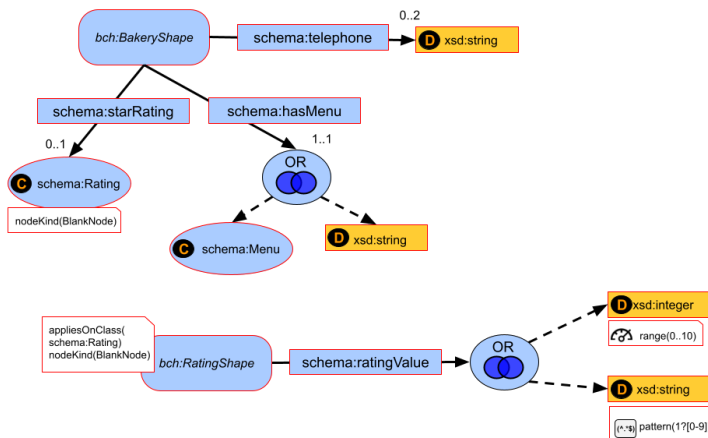 0..2
bch:BakeryShape
schema:telephone
D xsd:string
schema:starRating
schema:hasMenu
0..1
1..1
OR
C schema:Rating
nodeKind(BlankNode)
C schema:Menu
D xsd:string
appliesOnClass(
schema:Rating)
nodeKind(BlankNode)
bch:RatingShape
schema:ratingValue
OR
D xsd:integer
range(0..10)
D xsd:string
(^.*$) pattern(1?[0-9]